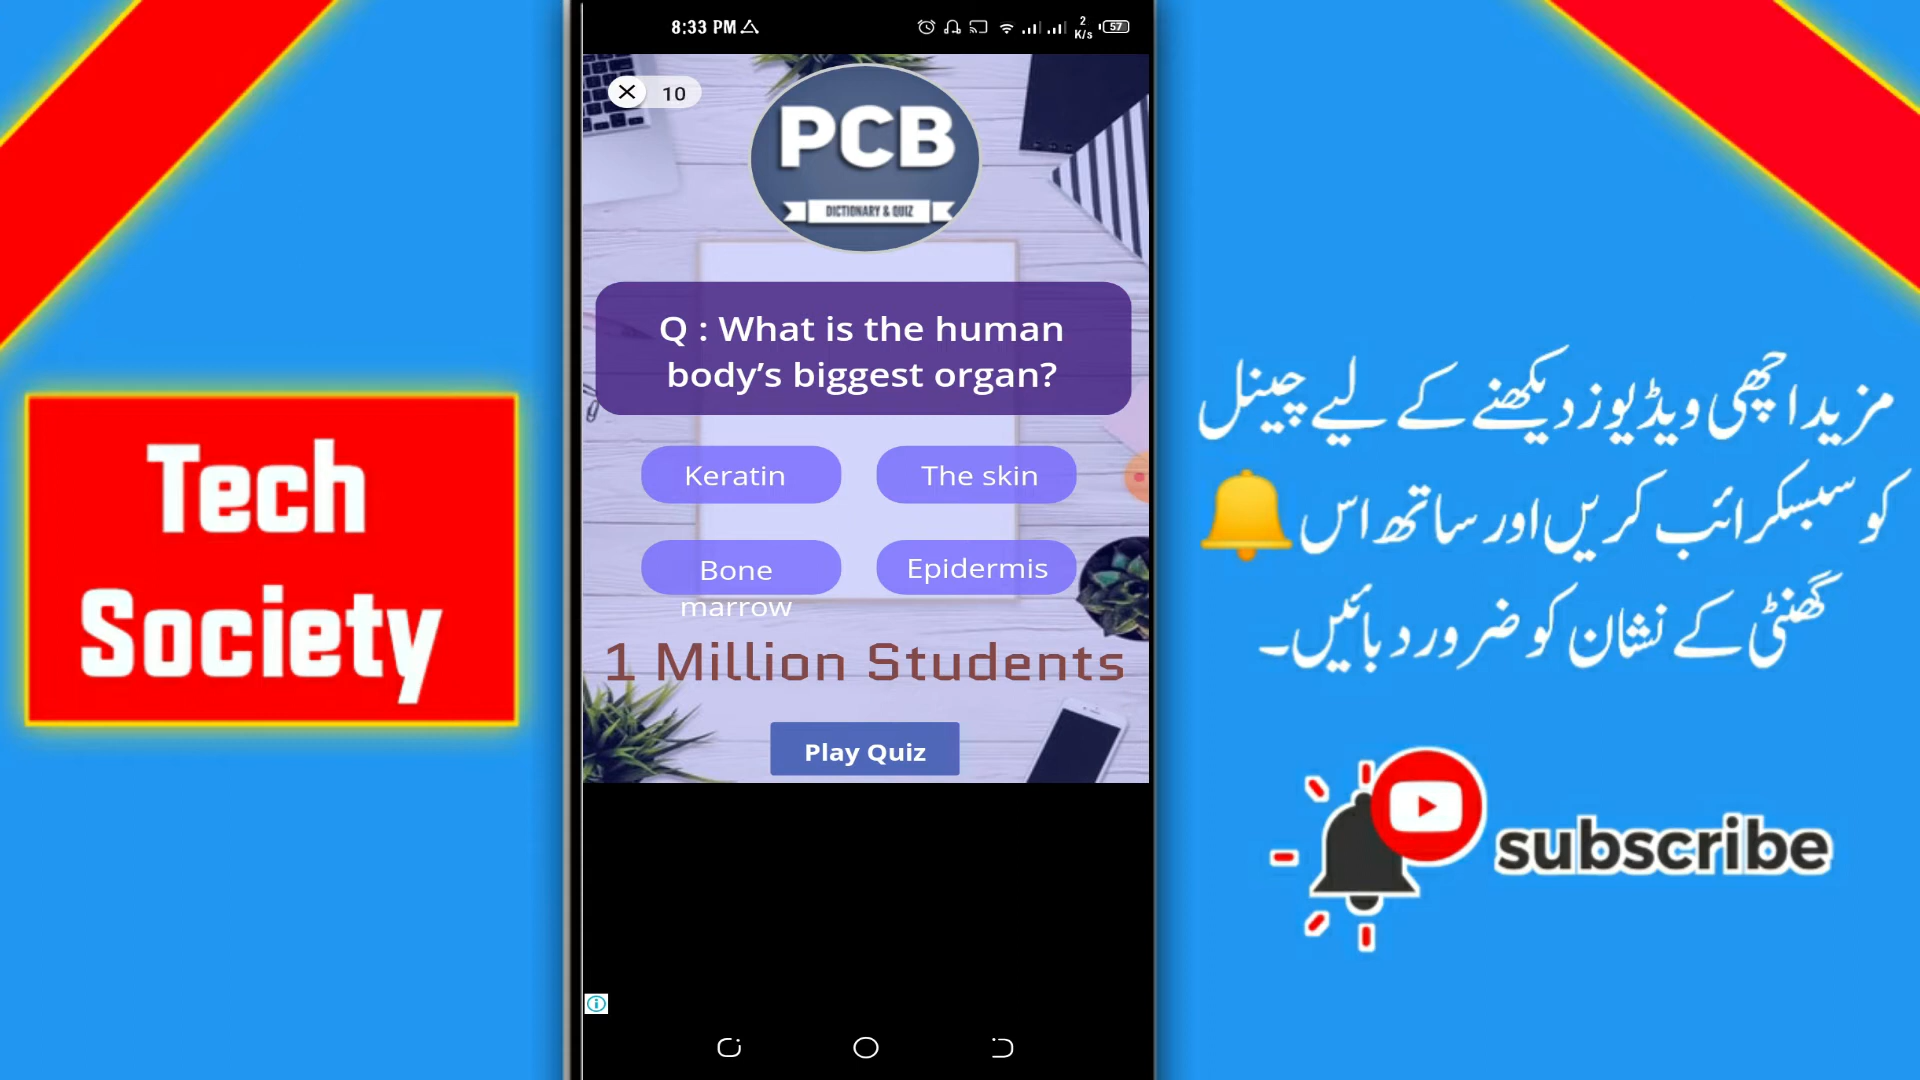 8:33 PM
2
K/s
57
10
PCB
DICTIONARY & QUIZ
Q : What is the human
body’s biggest organ?
Keratin
The skin
Bone
marrow
Epidermis
1 Million Students
Play Quiz
Tech
Society
مزید اچھی ویڈیوز دیکھنے کے لیے چینل
کو سبسکرائب کریں اور ساتھ اس 🔔
گھنٹی کے نشان کو ضرور دبائیں۔
subscribe